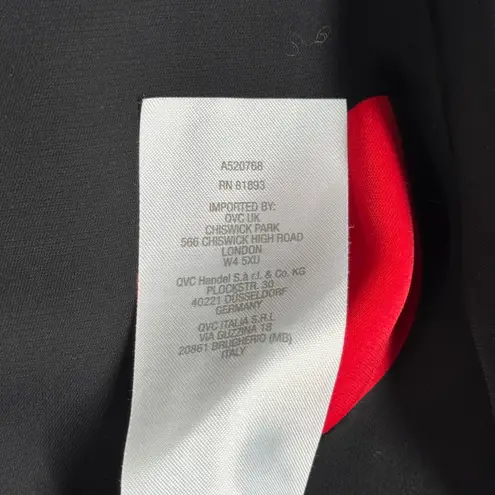 A520768
RN 81893
IMPORTED BY:
QVC UK
CHISWICK PARK
566 CHISWICK HIGH ROAD
LONDON
W4 5XU
QVC Handel S.à r.l. & Co. KG
PLOCKSTR. 30
40221 DÜSSELDORF
GERMANY
QVC ITALIA S.R.L
VIA GUZZINA 18
20861 BRUGHERIO (MB)
ITALY